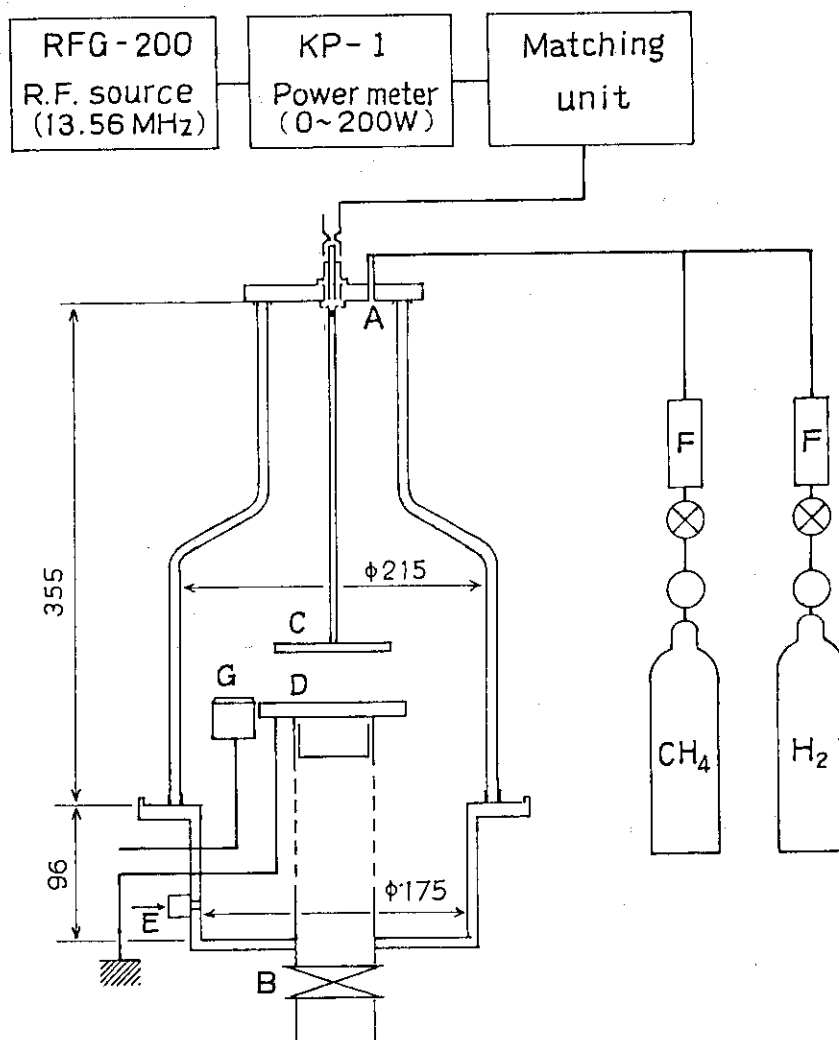 RFG-200
R.F. source
(13.56 MHz)
KP-1
Power meter
(0~200W)
Matching
unit
A
F
F
355
φ215
C
G
D
CH₄
H₂
96
φ175
E
B